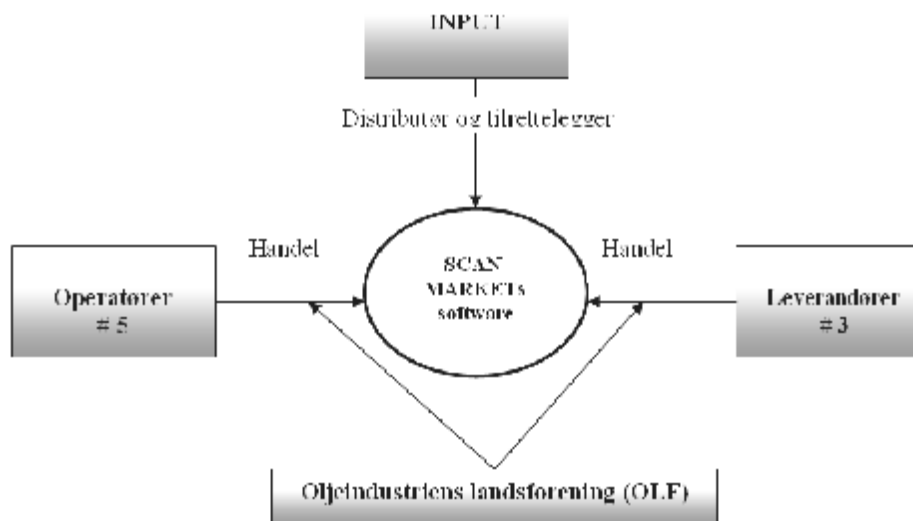 INPUT
Distributør og tilrettelegger
Handel
Handel
SCAN
MARKETs
software
Operatører
# 5
Leverandører
# 3
Oljeindustriens landsforening (OLF)